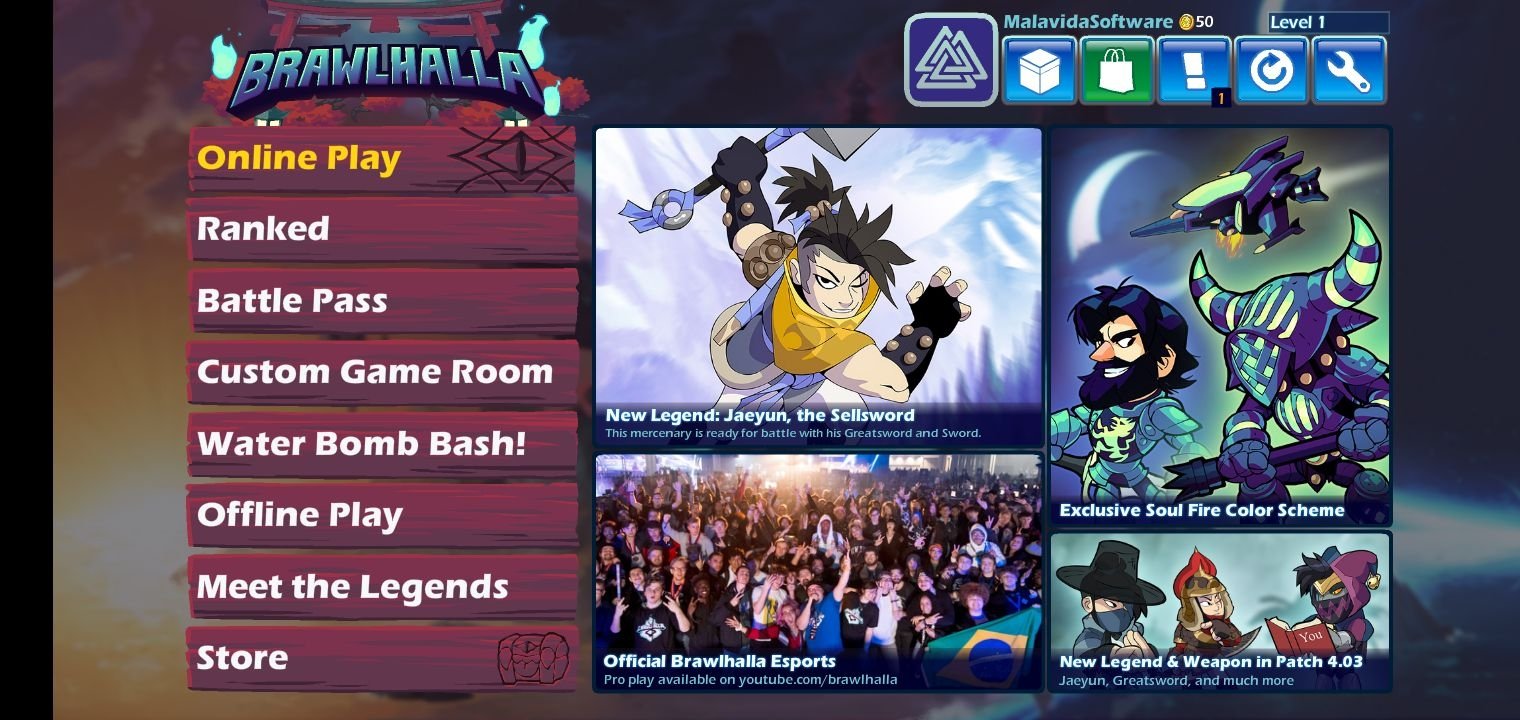 BRAWLHALLA
MalavidaSoftware 50
Level 1
1
Online Play
Ranked
Battle Pass
Custom Game Room
Water Bomb Bash!
Offline Play
Meet the Legends
Store
New Legend: Jaeyun, the Sellsword
This mercenary is ready for battle with his Greatsword and Sword.
Exclusive Soul Fire Color Scheme
Official Brawlhalla Esports
Pro play available on youtube.com/brawlhalla
You
New Legend & Weapon in Patch 4.03
Jaeyun, Greatsword, and much more